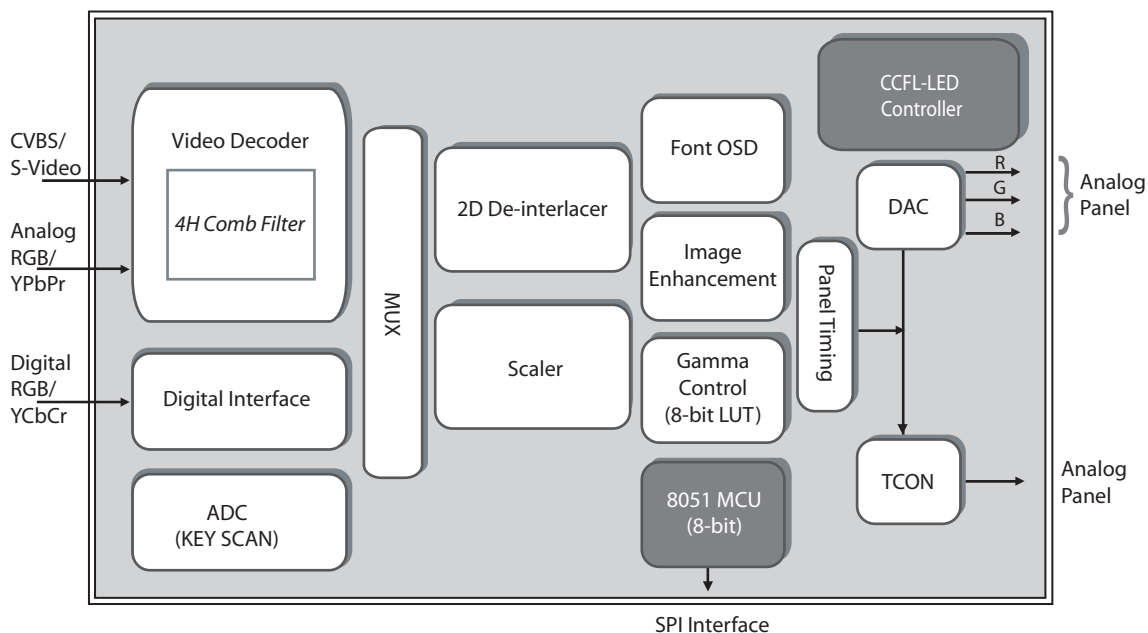 CVBS/
S-Video
Analog
RGB/
YPbPr
Digital
RGB/
YCbCr
Video Decoder
4H Comb Filter
Digital Interface
ADC
(KEY SCAN)
MUX
2D De-interlacer
Scaler
Font OSD
Image
Enhancement
Gamma
Control
(8-bit LUT)
8051 MCU
(8-bit)
SPI Interface
Panel Timing
CCFL-LED
Controller
DAC
R
G
B
Analog
Panel
TCON
Analog
Panel